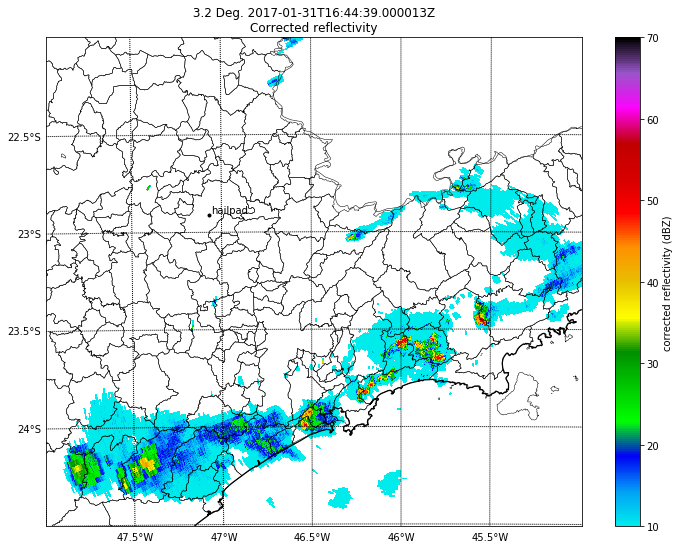 3.2 Deg. 2017-01-31T16:44:39.000013Z
Corrected reflectivity
70
60
50
40
30
20
10
corrected reflectivity (dBZ)
22.5°S
hailpad
23°S
23.5°S
24°S
47.5°W 47°W 46.5°W 46°W 45.5°W